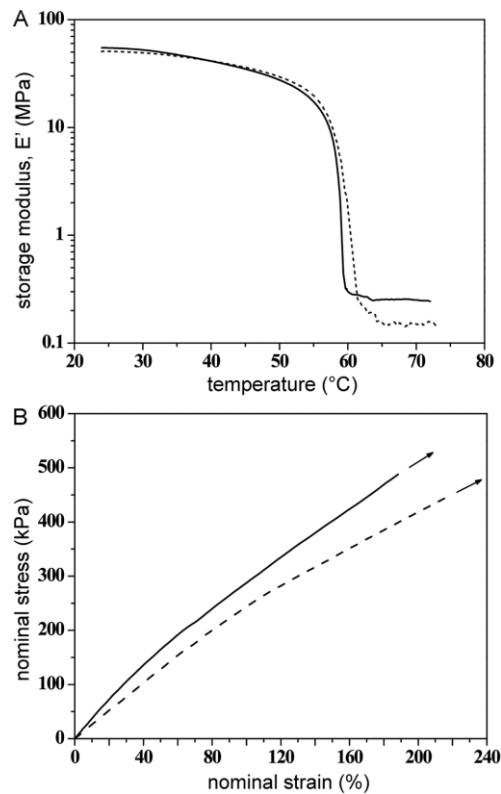 A
storage modulus, E' (MPa)
100
10
1
0.1
20 30 40 50 60 70 80
temperature (°C)
B
nominal stress (kPa)
600
500
400
300
200
100
0
0 40 80 120 160 200 240
nominal strain (%)